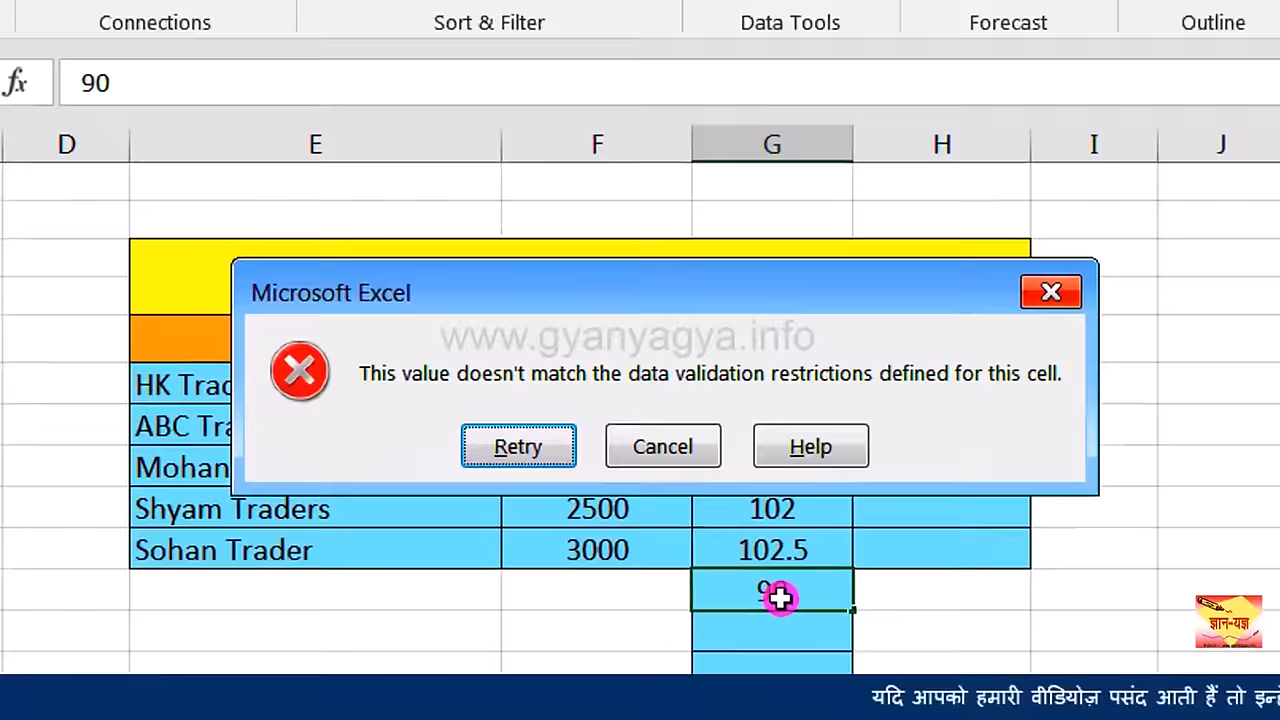 Connections Sort & Filter Data Tools Forecast Outline
fx 90
D E F G H I J
Microsoft Excel
www.gyanyagya.info
This value doesn't match the data validation restrictions defined for this cell.
Retry Cancel Help
HK Trad
ABC Tra
Mohan
Shyam Traders 2500 102
Sohan Trader 3000 102.5
ज्ञान-यज्ञ
यदि आपको हमारी वीडियोज़ पसंद आती हैं तो इन्हे